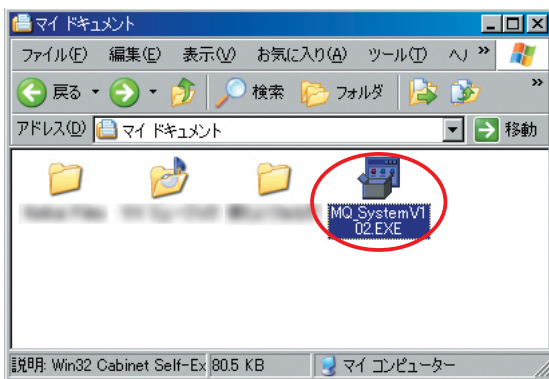 マイ ドキュメント
ファイル(F) 編集(E) 表示(V) お気に入り(A) ツール(T) ヘ »
戻る 検索 フォルダ »
アドレス(D) マイ ドキュメント 移動
MQ_SystemV1
02.EXE
説明: Win32 Cabinet Self-Ex 80.5 KB マイ コンピューター